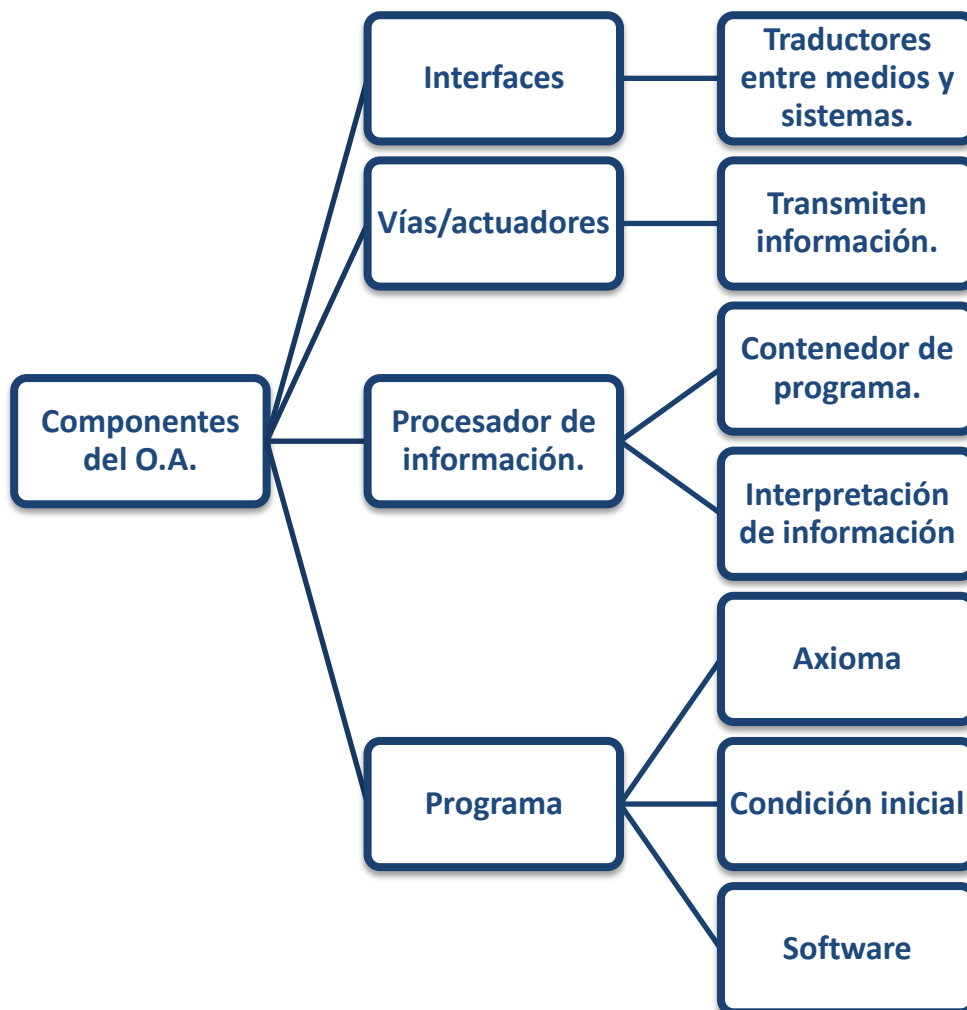 Interfaces
Traductores
entre medios y
sistemas.
Vías/actuadores
Transmiten
información.
Componentes
del O.A.
Procesador de
información.
Contenedor de
programa.
Interpretación
de información
Programa
Axioma
Condición inicial
Software